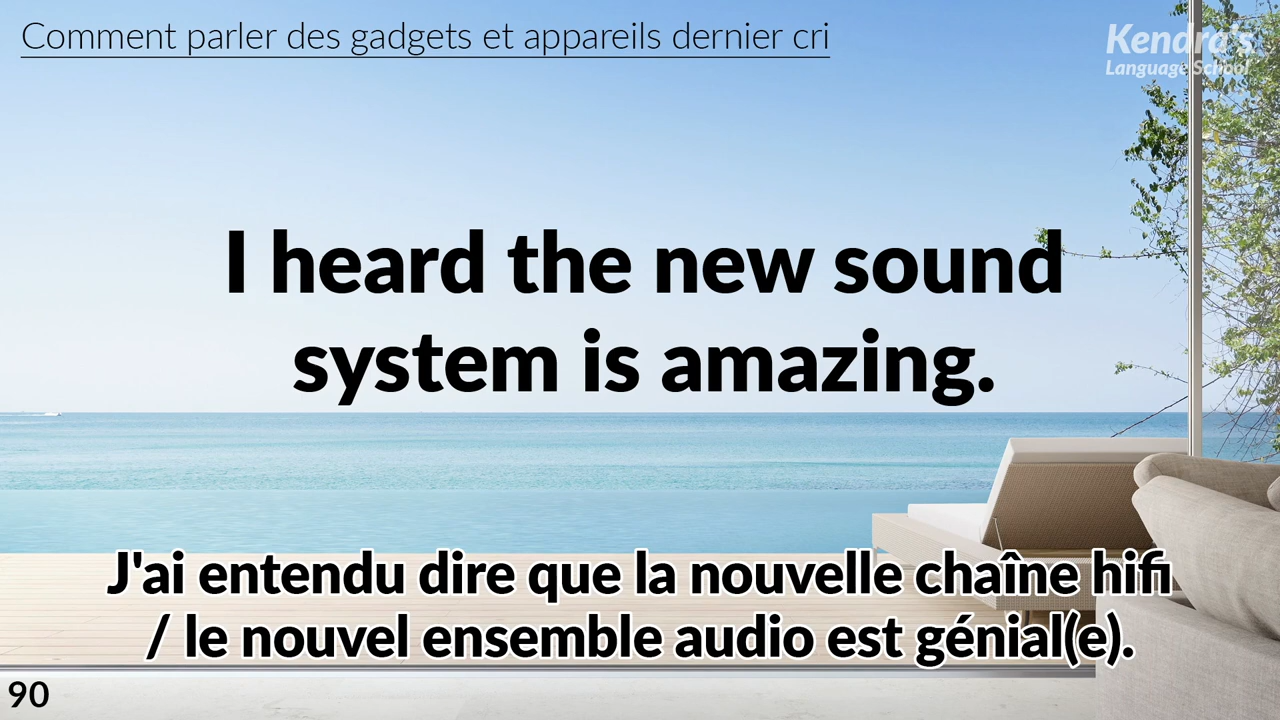 Comment parler des gadgets et appareils dernier cri
Kendra's
Language School
I heard the new sound
system is amazing.
J'ai entendu dire que la nouvelle chaîne hifi
/ le nouvel ensemble audio est génial(e).
90